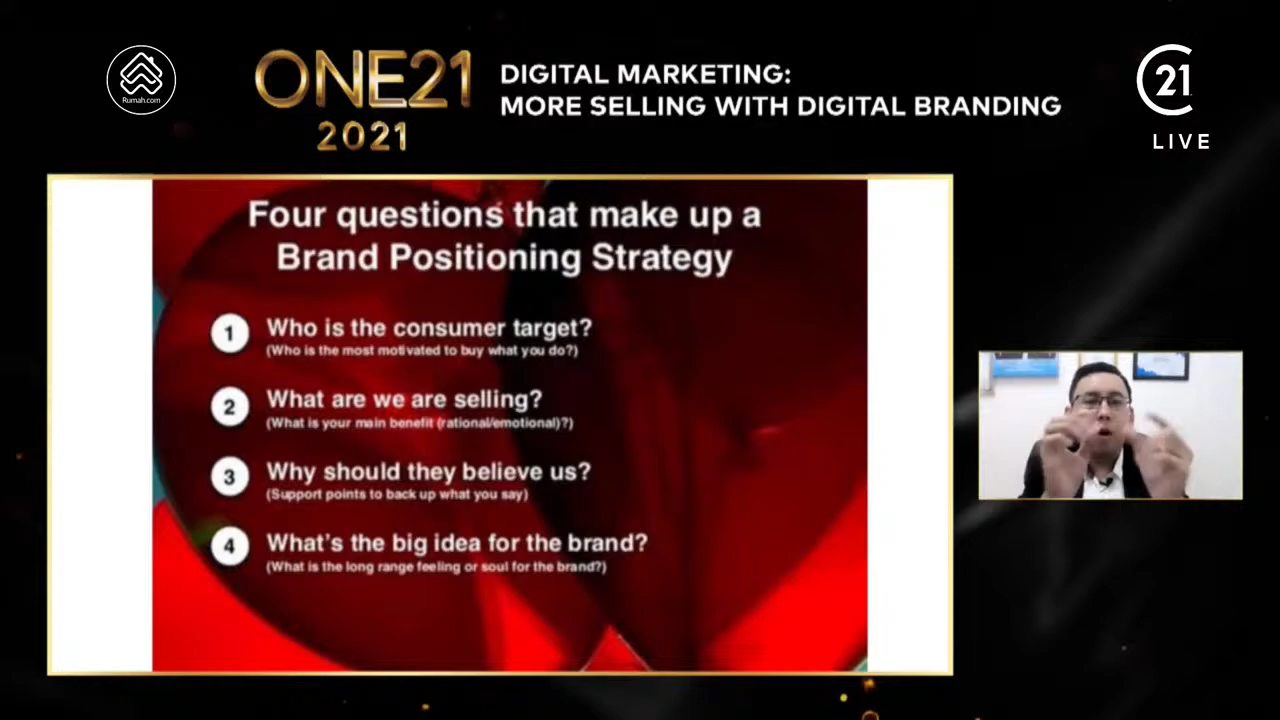 Rumah.com
ONE21
2021
DIGITAL MARKETING:
MORE SELLING WITH DIGITAL BRANDING
C21
LIVE
Four questions that make up a
Brand Positioning Strategy
1 Who is the consumer target?
(Who is the most motivated to buy what you do?)
2 What are we are selling?
(What is your main benefit (rational/emotional)?)
3 Why should they believe us?
(Support points to back up what you say)
4 What's the big idea for the brand?
(What is the long range feeling or soul for the brand?)